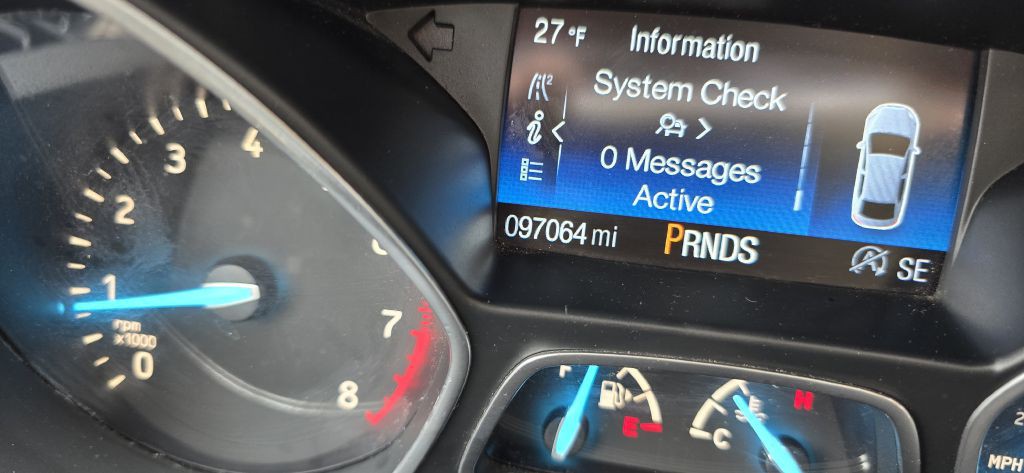 27 °F
Information
System Check
0 Messages
Active
097064 mi
PRNDS
SE
4
3
2
1
rpm
x1000
0
7
8
F
E
C
H
MPH